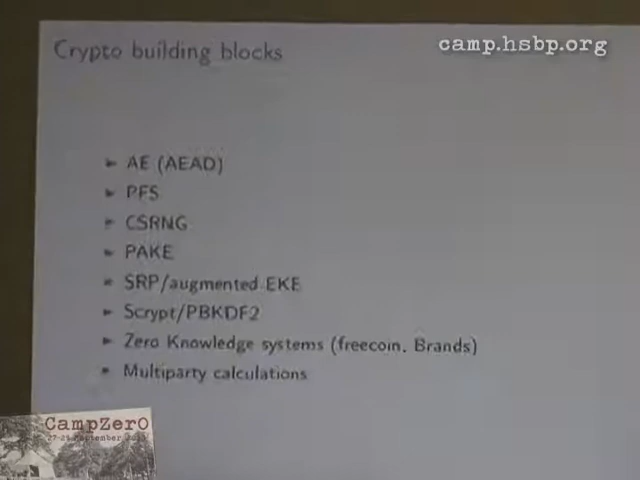 Crypto building blocks
camp.hsbp.org
AE (AEAD)
PFS
CSRNG
PAKE
SRP/augmented EKE
Scrypt/PBKDF2
Zero Knowledge systems (freecoin, Brands)
Multiparty calculations
CampZer0